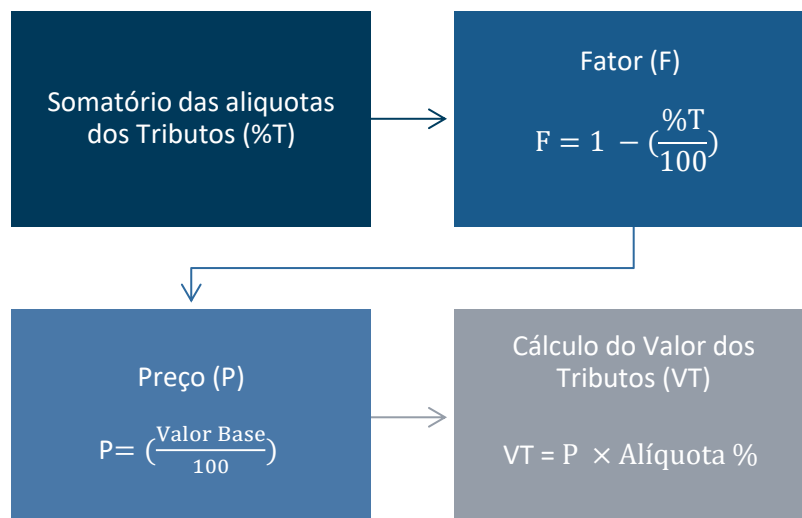 Somatório das aliquotas
dos Tributos (%T)
Fator (F)
F = 1 − (%T/100)
Preço (P)
P= (Valor Base/100)
Cálculo do Valor dos
Tributos (VT)
VT = P × Alíquota %